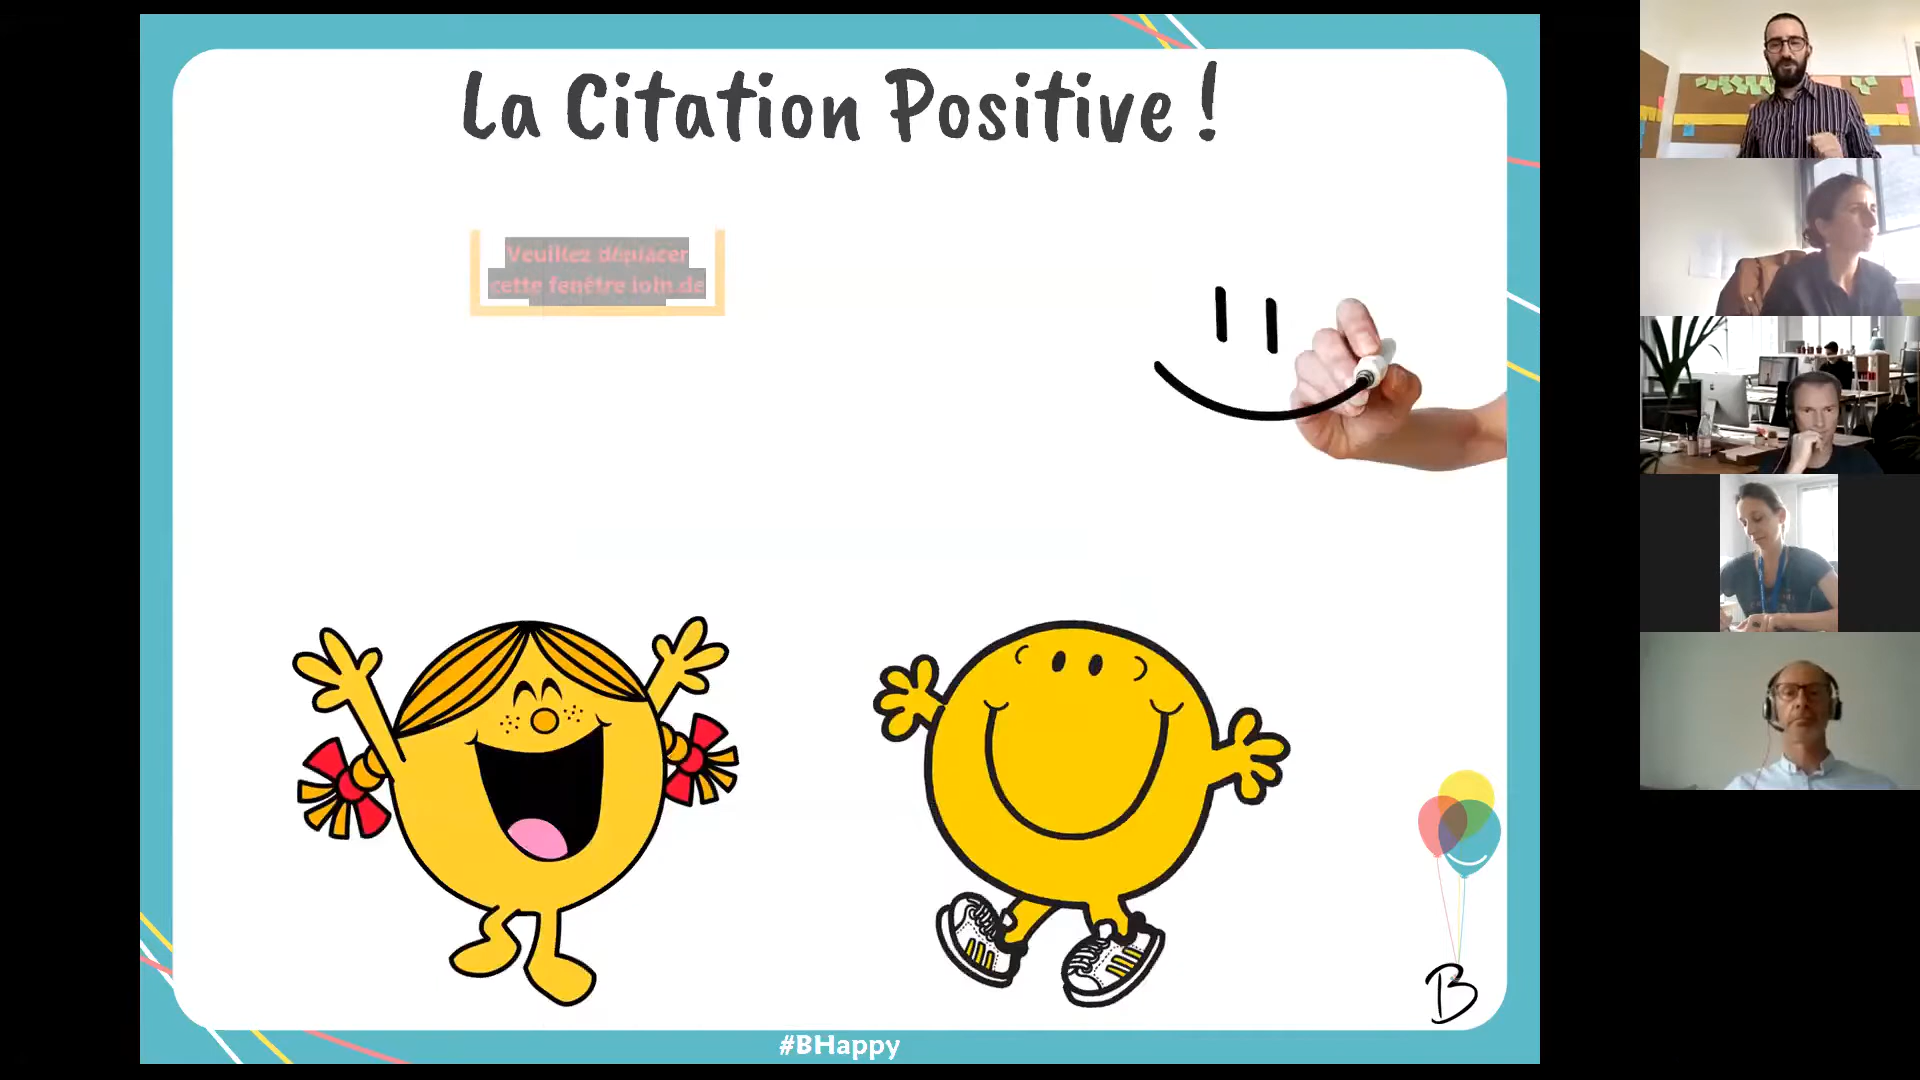 La Citation Positive !
Veuillez déplacer
cette fenêtre loin de
B
#BHappy